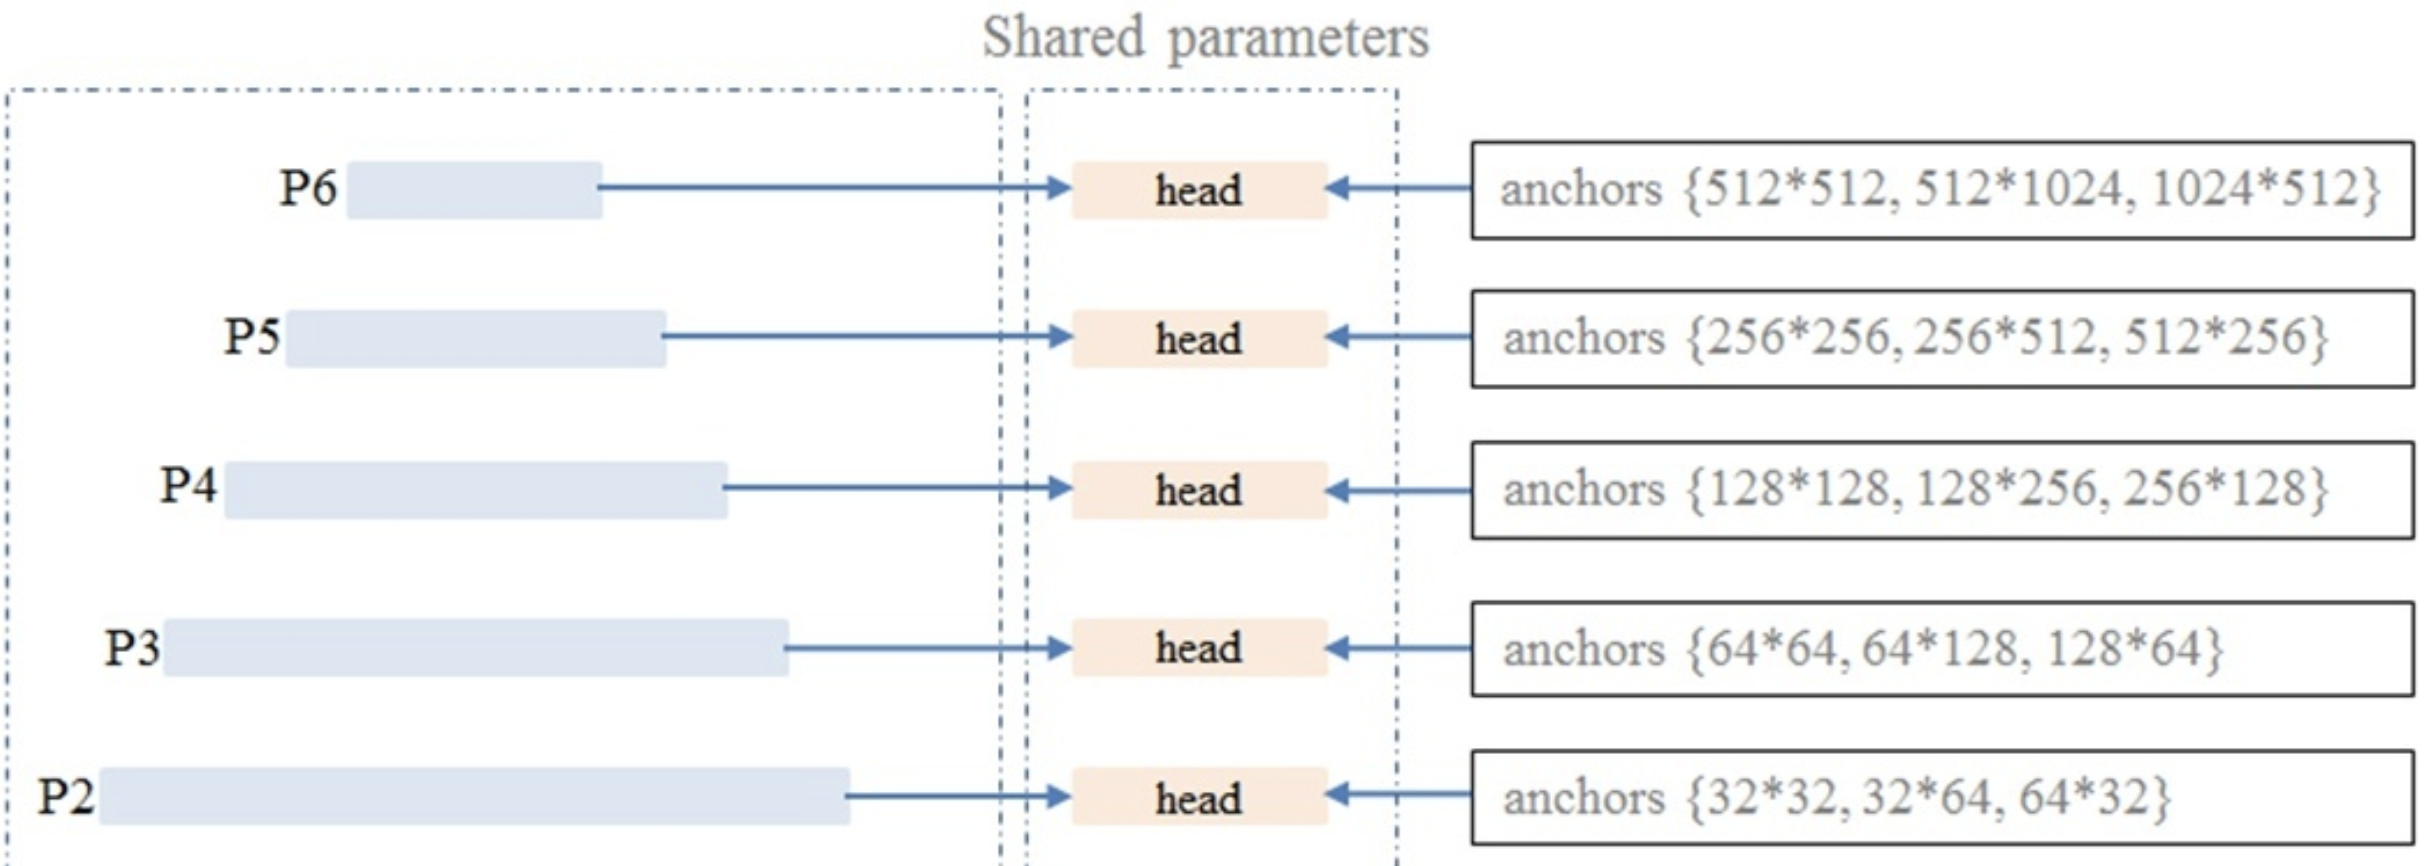 Shared parameters
P6 head anchors {512*512, 512*1024, 1024*512}
P5 head anchors {256*256, 256*512, 512*256}
P4 head anchors {128*128, 128*256, 256*128}
P3 head anchors {64*64, 64*128, 128*64}
P2 head anchors {32*32, 32*64, 64*32}